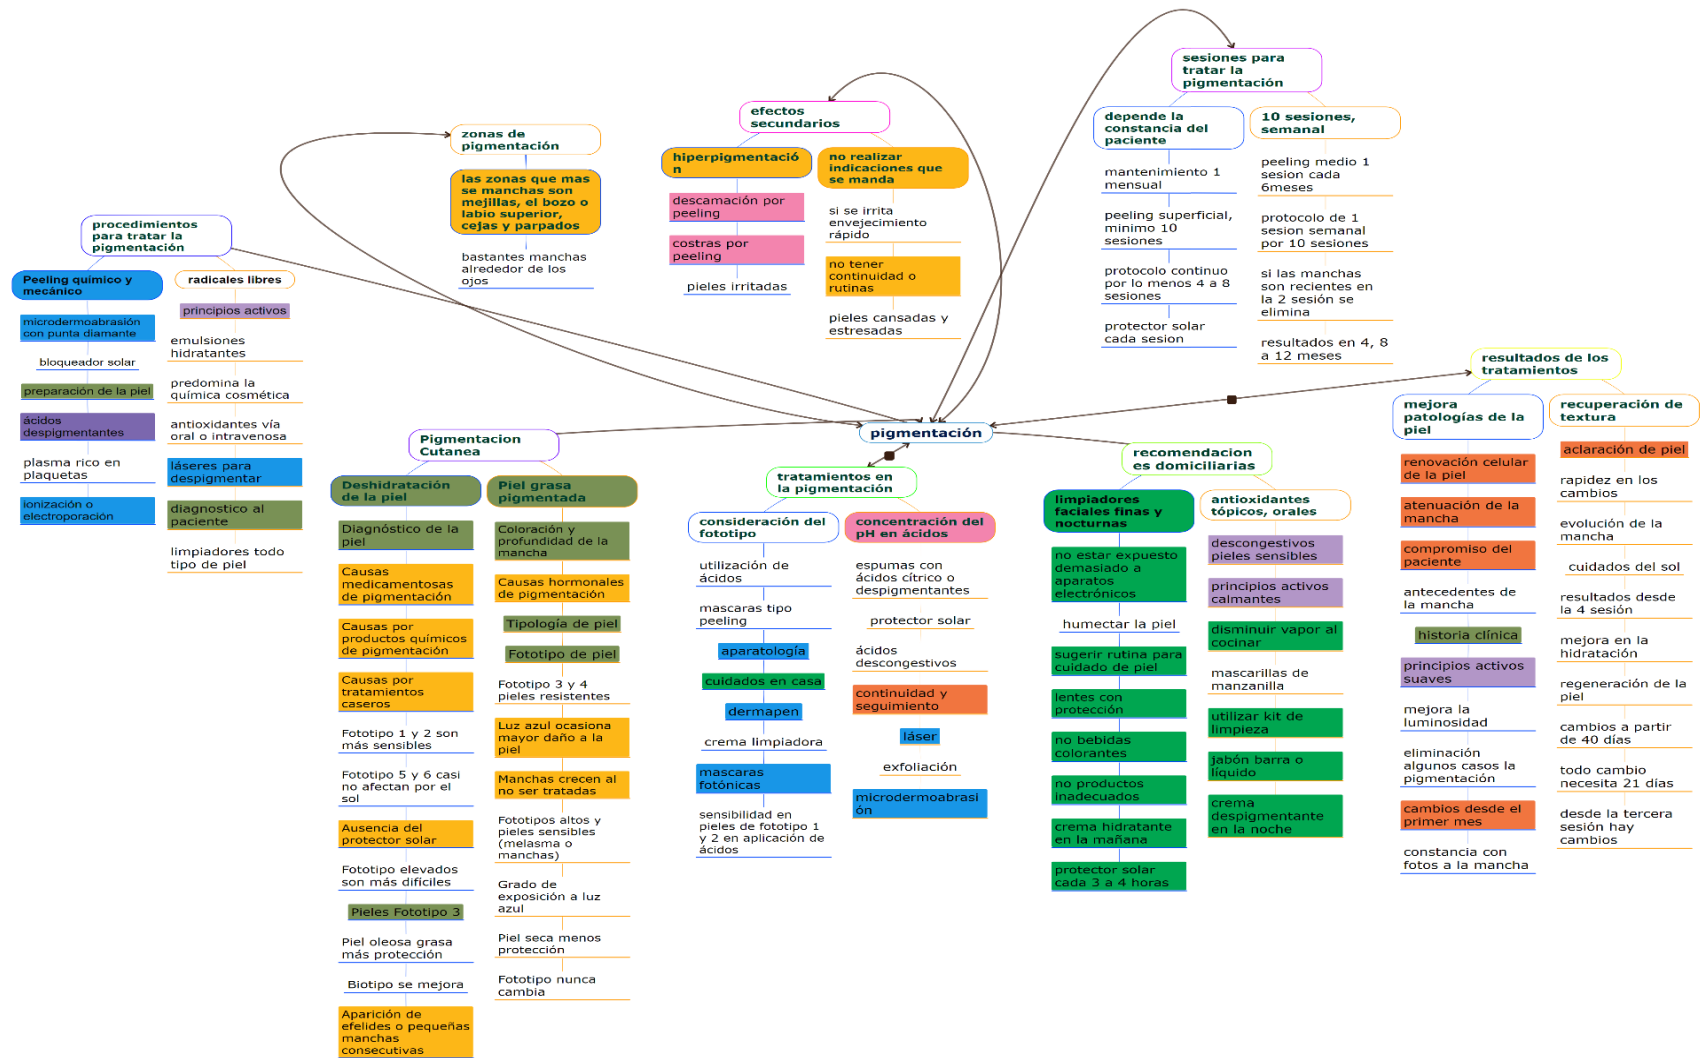 sesiones para
tratar la
pigmentación
depende la
constancia del
paciente
mantenimiento 1
mensual
peeling superficial,
minimo 10
sesiones
protocolo continuo
por lo menos 4 a 8
sesiones
protector solar
cada sesion
10 sesiones,
semanal
peeling medio 1
sesion cada
6meses
protocolo de 1
sesion semanal
por 10 sesiones
si las manchas
son recientes en
la 2 sesión se
elimina
resultados en 4, 8
a 12 meses
efectos
secundarios
hiperpigmentació
n
descamación por
peeling
costras por
peeling
pieles irritadas
no realizar
indicaciones que
se manda
si se irrita
envejecimiento
rápido
no tener
continuidad o
rutinas
pieles cansadas y
estresadas
zonas de
pigmentación
las zonas que mas
se manchas son
mejillas, el bozo o
labio superior,
cejas y parpados
bastantes manchas
alrededor de los
ojos
procedimientos
para tratar la
pigmentación
Peeling químico y
mecánico
microdermoabrasión
con punta diamante
bloqueador solar
preparación de la piel
ácidos
despigmentantes
plasma rico en
plaquetas
ionización o
electroporación
radicales libres
principios activos
emulsiones
hidratantes
predomina la
química cosmética
antioxidantes vía
oral o intravenosa
láseres para
despigmentar
diagnostico al
paciente
limpiadores todo
tipo de piel
pigmentación
Pigmentacion
Cutanea
Deshidratación
de la piel
Diagnóstico de la
piel
Causas
medicamentosas
de pigmentación
Causas por
productos químicos
de pigmentación
Causas por
tratamientos
caseros
Fototipo 1 y 2 son
más sensibles
Fototipo 5 y 6 casi
no afectan por el
sol
Ausencia del
protector solar
Fototipo elevados
son más difíciles
Pieles Fototipo 3
Piel oleosa grasa
más protección
Biotipo se mejora
Aparición de
efelides o pequeñas
manchas
consecutivas
Piel grasa
pigmentada
Coloración y
profundidad de la
mancha
Causas hormonales
de pigmentación
Tipología de piel
Fototipo de piel
Fototipo 3 y 4
pieles resistentes
Luz azul ocasiona
mayor daño a la
piel
Manchas crecen al
no ser tratadas
Fototipos altos y
pieles sensibles
(melasma o
manchas)
Grado de
exposición a luz
azul
Piel seca menos
protección
Fototipo nunca
cambia
tratamientos en
la pigmentación
consideración del
fototipo
utilización de
ácidos
mascaras tipo
peeling
aparatología
cuidados en casa
dermapen
crema limpiadora
mascaras
fotónicas
sensibilidad en
pieles de fototipo 1
y 2 en aplicación de
ácidos
concentración del
pH en ácidos
espumas con
ácidos cítrico o
despigmentantes
protector solar
ácidos
descongestivos
continuidad y
seguimiento
láser
exfoliación
microdermoabrasi
ón
recomendacion
es domiciliarias
limpiadores
faciales finas y
nocturnas
no estar expuesto
demasiado a
aparatos
electrónicos
humectar la piel
sugerir rutina para
cuidado de piel
lentes con
protección
no bebidas
colorantes
no productos
inadecuados
crema hidratante
en la mañana
protector solar
cada 3 a 4 horas
antioxidantes
tópicos, orales
descongestivos
pieles sensibles
principios activos
calmantes
disminuir vapor al
cocinar
mascarillas de
manzanilla
utilizar kit de
limpieza
jabón barra o
líquido
crema
despigmentante
en la noche
resultados de los
tratamientos
mejora
patologías de la
piel
renovación celular
de la piel
atenuación de la
mancha
compromiso del
paciente
antecedentes de
la mancha
historia clínica
principios activos
suaves
mejora la
luminosidad
eliminación
algunos casos la
pigmentación
cambios desde el
primer mes
constancia con
fotos a la mancha
recuperación de
textura
aclaración de piel
rapidez en los
cambios
evolución de la
mancha
cuidados del sol
resultados desde
la 4 sesión
mejora en la
hidratación
regeneración de la
piel
cambios a partir
de 40 días
todo cambio
necesita 21 días
desde la tercera
sesión hay
cambios